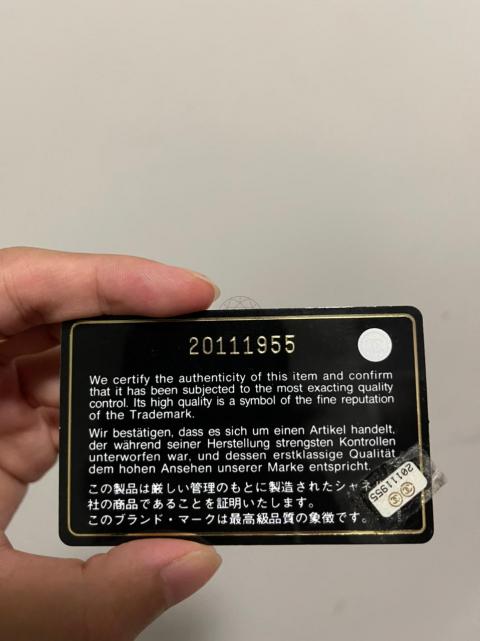 20111955
We certify the authenticity of this item and confirm
that it has been subjected to the most exacting quality
control. Its high quality is a symbol of the fine reputation
of the Trademark.
Wir bestätigen, dass es sich um einen Artikel handelt,
der während seiner Herstellung strengsten Kontrollen
unterworfen war, und dessen erstklassige Qualität
dem hohen Ansehen unserer Marke entspricht.
この製品は厳しい管理のもとに製造されたシャネル
社の商品であることを証明いたします。
このブランド・マークは最高級品質の象徴です。
20111955